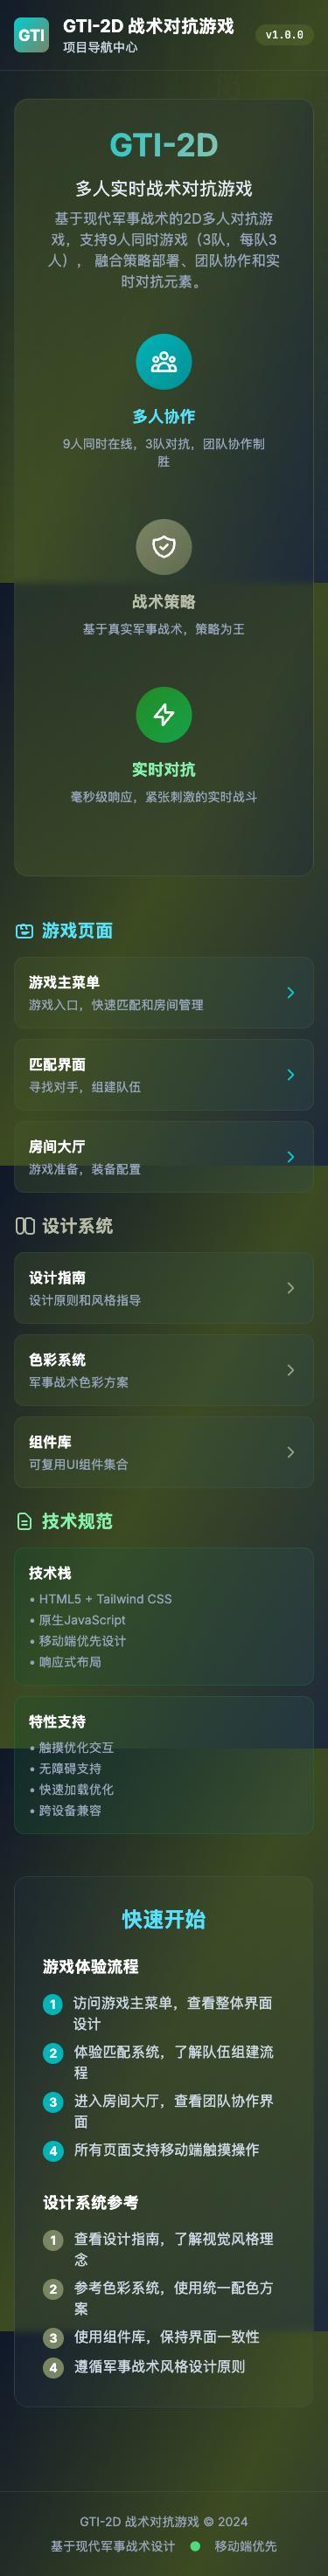 GTI
GTI-2D 战术对抗游戏
项目导航中心
v1.0.0
GTI-2D
多人实时战术对抗游戏
基于现代军事战术的2D多人对抗游
戏，支持9人同时游戏（3队，每队3
人），融合策略部署、团队协作和实
时对抗元素。
多人协作
9人同时在线，3队对抗，团队协作制
胜
战术策略
基于真实军事战术，策略为王
实时对抗
毫秒级响应，紧张刺激的实时战斗
游戏页面
游戏主菜单
游戏入口，快速匹配和房间管理
匹配界面
寻找对手，组建队伍
房间大厅
游戏准备，装备配置
设计系统
设计指南
设计原则和风格指导
色彩系统
军事战术色彩方案
组件库
可复用UI组件集合
技术规范
技术栈
• HTML5 + Tailwind CSS
• 原生JavaScript
• 移动端优先设计
• 响应式布局
特性支持
• 触摸优化交互
• 无障碍支持
• 快速加载优化
• 跨设备兼容
快速开始
游戏体验流程
1 访问游戏主菜单，查看整体界面
设计
2 体验匹配系统，了解队伍组建流
程
3 进入房间大厅，查看团队协作界
面
4 所有页面支持移动端触摸操作
设计系统参考
1 查看设计指南，了解视觉风格理
念
2 参考色彩系统，使用统一配色方
案
3 使用组件库，保持界面一致性
4 遵循军事战术风格设计原则
GTI-2D 战术对抗游戏 © 2024
基于现代军事战术设计 ● 移动端优先